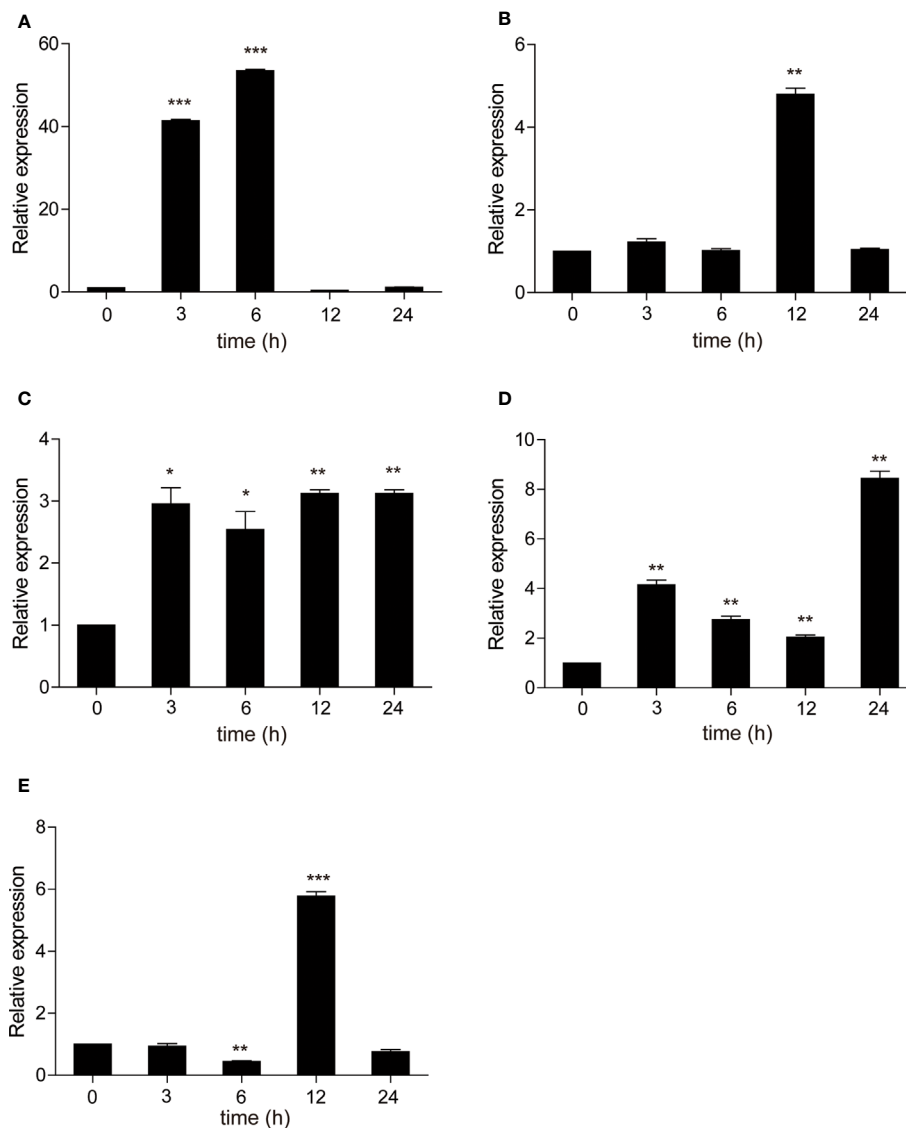 A
Relative expression
60
40
20
0
***
***
0 3 6 12 24
time (h)
B
Relative expression
6
4
2
0
**
0 3 6 12 24
time (h)
C
Relative expression
4
3
2
1
0
* * ** **
0 3 6 12 24
time (h)
D
Relative expression
10
8
6
4
2
0
** ** ** **
0 3 6 12 24
time (h)
E
Relative expression
8
6
4
2
0
** ***
0 3 6 12 24
time (h)